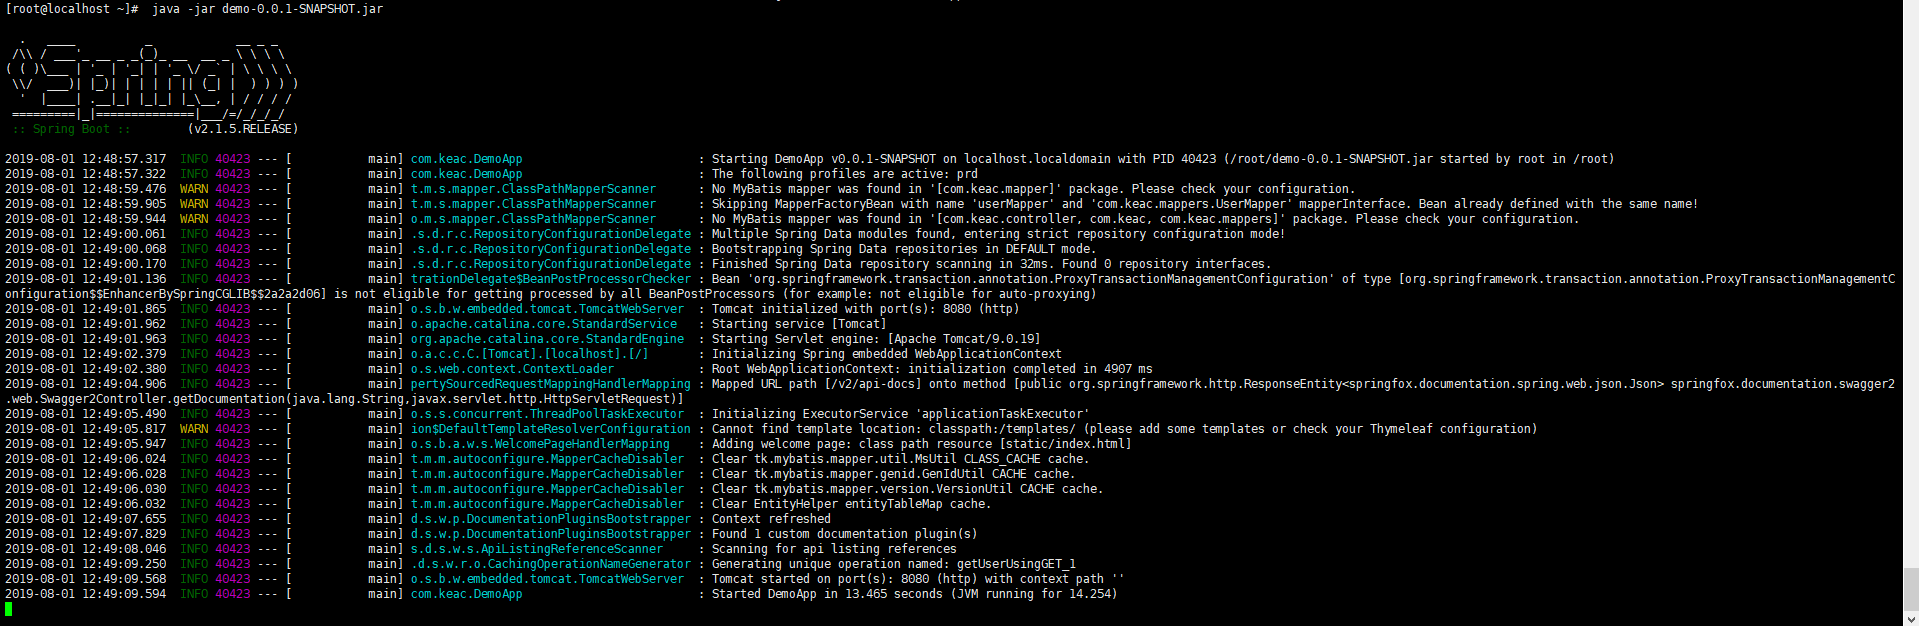 [root@localhost ~]#  java -jar demo-0.0.1-SNAPSHOT.jar
  .   ____          _            __ _ _
 /\\ / ___'_ __ _ _(_)_ __  __ _ \ \ \ \
( ( )\___ | '_ | '_| | '_ \/ _` | \ \ \ \
 \\/  ___)| |_)| | | | | || (_| |  ) ) ) )
  '  |____| .__|_| |_|_| |_\__, | / / / /
 =========|_|==============|___/=/_/_/_/
 :: Spring Boot ::        (v2.1.5.RELEASE)
2019-08-01 12:48:57.317  INFO 40423 --- [           main] com.keac.DemoApp                         : Starting DemoApp v0.0.1-SNAPSHOT on localhost.localdomain with PID 40423 (/root/demo-0.0.1-SNAPSHOT.jar started by root in /root)
2019-08-01 12:48:57.322  INFO 40423 --- [           main] com.keac.DemoApp                         : The following profiles are active: prd
2019-08-01 12:48:59.476  WARN 40423 --- [           main] t.m.s.mapper.ClassPathMapperScanner      : No MyBatis mapper was found in '[com.keac.mapper]' package. Please check your configuration.
2019-08-01 12:48:59.905  WARN 40423 --- [           main] t.m.s.mapper.ClassPathMapperScanner      : Skipping MapperFactoryBean with name 'userMapper' and 'com.keac.mappers.UserMapper' mapperInterface. Bean already defined with the same name!
2019-08-01 12:48:59.944  WARN 40423 --- [           main] o.m.s.mapper.ClassPathMapperScanner      : No MyBatis mapper was found in '[com.keac.controller, com.keac, com.keac.mappers]' package. Please check your configuration.
2019-08-01 12:49:00.061  INFO 40423 --- [           main] .s.d.r.c.RepositoryConfigurationDelegate : Multiple Spring Data modules found, entering strict repository configuration mode!
2019-08-01 12:49:00.068  INFO 40423 --- [           main] .s.d.r.c.RepositoryConfigurationDelegate : Bootstrapping Spring Data repositories in DEFAULT mode.
2019-08-01 12:49:00.170  INFO 40423 --- [           main] .s.d.r.c.RepositoryConfigurationDelegate : Finished Spring Data repository scanning in 32ms. Found 0 repository interfaces.
2019-08-01 12:49:01.136  INFO 40423 --- [           main] trationDelegate$BeanPostProcessorChecker : Bean 'org.springframework.transaction.annotation.ProxyTransactionManagementConfiguration' of type [org.springframework.transaction.annotation.ProxyTransactionManagementC
onfiguration$$EnhancerBySpringCGLIB$$2a2a2d06] is not eligible for getting processed by all BeanPostProcessors (for example: not eligible for auto-proxying)
2019-08-01 12:49:01.865  INFO 40423 --- [           main] o.s.b.w.embedded.tomcat.TomcatWebServer  : Tomcat initialized with port(s): 8080 (http)
2019-08-01 12:49:01.962  INFO 40423 --- [           main] o.apache.catalina.core.StandardService   : Starting service [Tomcat]
2019-08-01 12:49:01.963  INFO 40423 --- [           main] org.apache.catalina.core.StandardEngine  : Starting Servlet engine: [Apache Tomcat/9.0.19]
2019-08-01 12:49:02.379  INFO 40423 --- [           main] o.a.c.c.C.[Tomcat].[localhost].[/]       : Initializing Spring embedded WebApplicationContext
2019-08-01 12:49:02.380  INFO 40423 --- [           main] o.s.web.context.ContextLoader            : Root WebApplicationContext: initialization completed in 4907 ms
2019-08-01 12:49:04.906  INFO 40423 --- [           main] pertySourcedRequestMappingHandlerMapping : Mapped URL path [/v2/api-docs] onto method [public org.springframework.http.ResponseEntity<springfox.documentation.spring.web.json.Json> springfox.documentation.swagger2
.web.Swagger2Controller.getDocumentation(java.lang.String,javax.servlet.http.HttpServletRequest)]
2019-08-01 12:49:05.490  INFO 40423 --- [           main] o.s.s.concurrent.ThreadPoolTaskExecutor  : Initializing ExecutorService 'applicationTaskExecutor'
2019-08-01 12:49:05.817  WARN 40423 --- [           main] ion$DefaultTemplateResolverConfiguration : Cannot find template location: classpath:/templates/ (please add some templates or check your Thymeleaf configuration)
2019-08-01 12:49:05.947  INFO 40423 --- [           main] o.s.b.a.w.s.WelcomePageHandlerMapping    : Adding welcome page: class path resource [static/index.html]
2019-08-01 12:49:06.024  INFO 40423 --- [           main] t.m.m.autoconfigure.MapperCacheDisabler  : Clear tk.mybatis.mapper.util.MsUtil CLASS_CACHE cache.
2019-08-01 12:49:06.028  INFO 40423 --- [           main] t.m.m.autoconfigure.MapperCacheDisabler  : Clear tk.mybatis.mapper.genid.GenIdUtil CACHE cache.
2019-08-01 12:49:06.030  INFO 40423 --- [           main] t.m.m.autoconfigure.MapperCacheDisabler  : Clear tk.mybatis.mapper.version.VersionUtil CACHE cache.
2019-08-01 12:49:06.032  INFO 40423 --- [           main] t.m.m.autoconfigure.MapperCacheDisabler  : Clear EntityHelper entityTableMap cache.
2019-08-01 12:49:07.655  INFO 40423 --- [           main] d.s.w.p.DocumentationPluginsBootstrapper : Context refreshed
2019-08-01 12:49:07.829  INFO 40423 --- [           main] d.s.w.p.DocumentationPluginsBootstrapper : Found 1 custom documentation plugin(s)
2019-08-01 12:49:08.046  INFO 40423 --- [           main] s.d.s.w.s.ApiListingReferenceScanner     : Scanning for api listing references
2019-08-01 12:49:09.250  INFO 40423 --- [           main] .d.s.w.r.o.CachingOperationNameGenerator : Generating unique operation named: getUserUsingGET_1
2019-08-01 12:49:09.568  INFO 40423 --- [           main] o.s.b.w.embedded.tomcat.TomcatWebServer  : Tomcat started on port(s): 8080 (http) with context path ''
2019-08-01 12:49:09.594  INFO 40423 --- [           main] com.keac.DemoApp                         : Started DemoApp in 13.465 seconds (JVM running for 14.254)